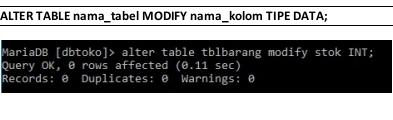 ALTER TABLE nama_tabel MODIFY nama_kolom TIPE DATA;
MariaDB [dbtoko]> alter table tblbarang modify stok INT;
Query OK, 0 rows affected (0.11 sec)
Records: 0  Duplicates: 0  Warnings: 0